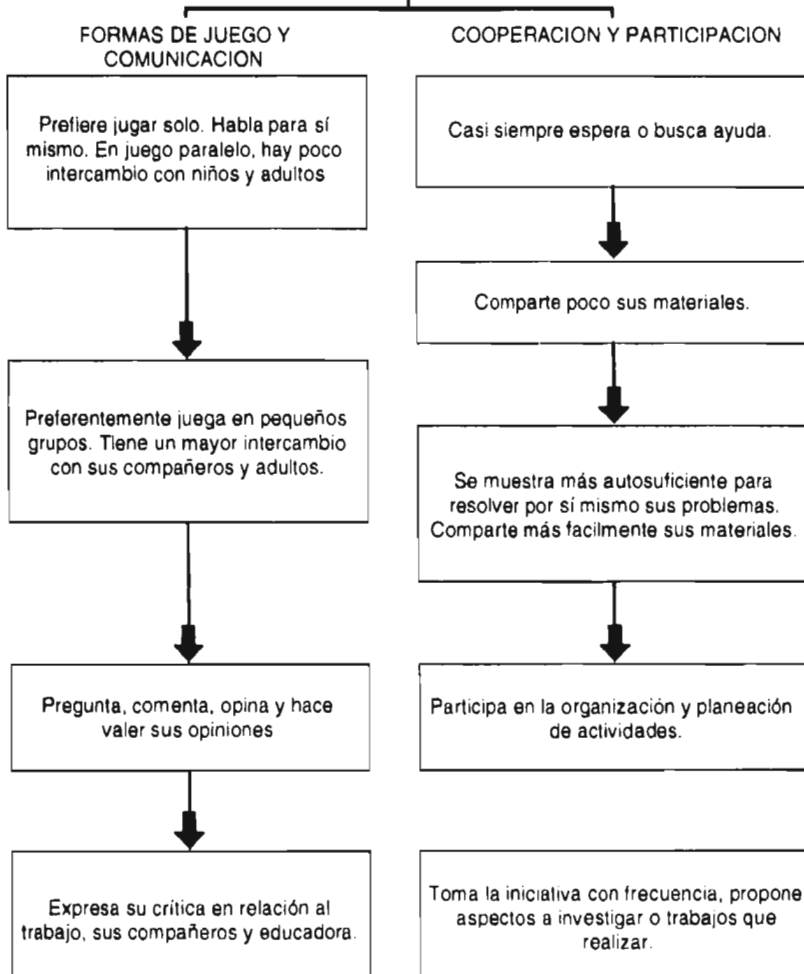 FORMAS DE JUEGO Y
COMUNICACION
Prefiere jugar solo. Habla para sí
mismo. En juego paralelo, hay poco
intercambio con niños y adultos
Preferentemente juega en pequeños
grupos. Tiene un mayor intercambio
con sus compañeros y adultos.
Pregunta, comenta, opina y hace
valer sus opiniones
Expresa su crítica en relación al
trabajo, sus compañeros y educadora.
COOPERACION Y PARTICIPACION
Casi siempre espera o busca ayuda.
Comparte poco sus materiales.
Se muestra más autosuficiente para
resolver por sí mismo sus problemas.
Comparte más facilmente sus materiales.
Participa en la organización y planeación
de actividades.
Toma la iniciativa con frecuencia, propone
aspectos a investigar o trabajos que
realizar.